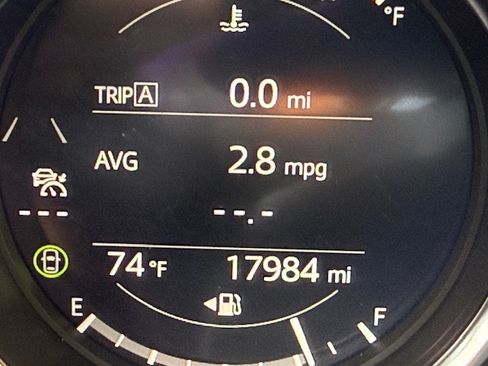 °F
TRIP A 0.0 mi
AVG 2.8 mpg
--- --.-
74 °F 17984 mi
E F